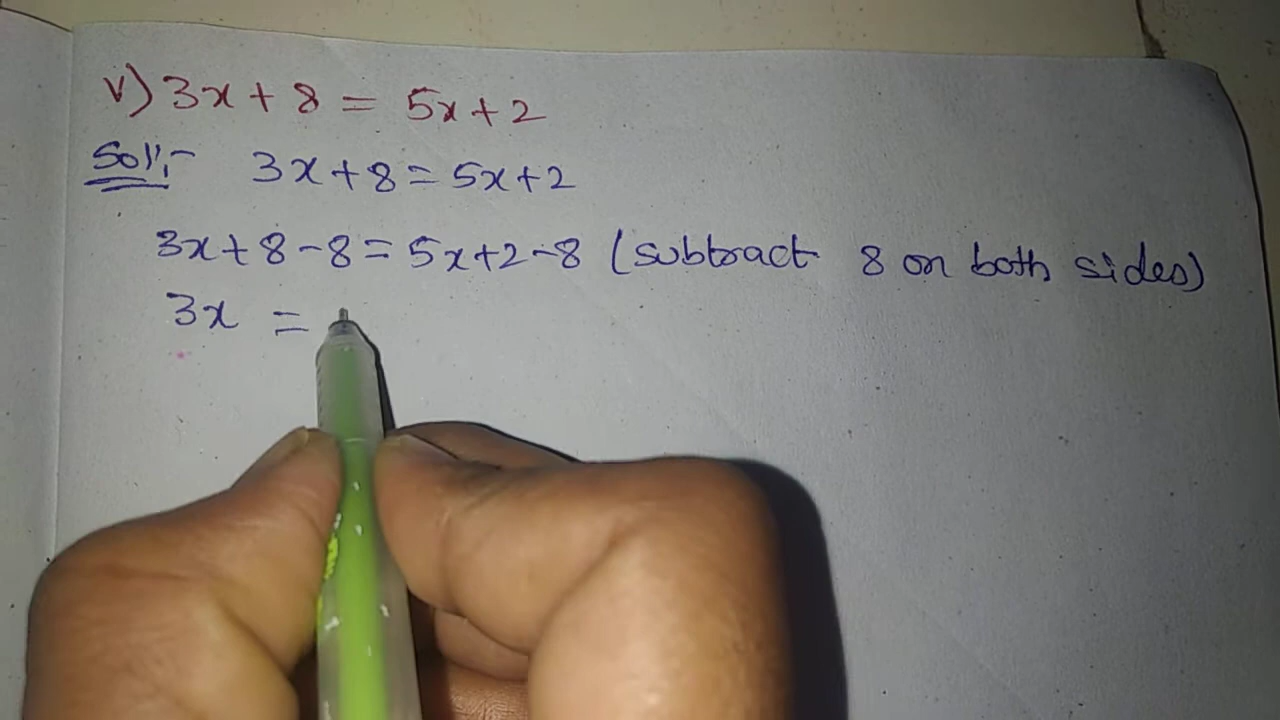 v) 3x + 8 = 5x + 2
Sol:- 3x + 8 = 5x + 2
3x + 8 - 8 = 5x + 2 - 8 (subtract 8 on both sides)
3x =